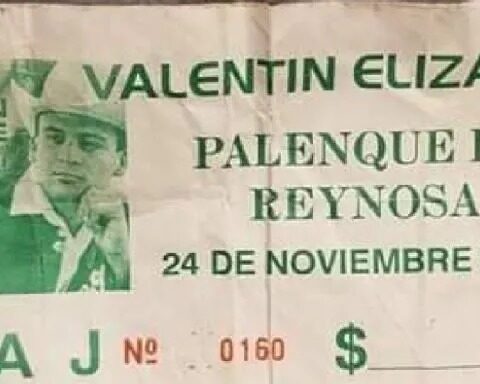 VALENTIN ELIZA
N
E
PALENQUE
REYNOSA
24 DE NOVIEMBRE
A J Nº 0160 $